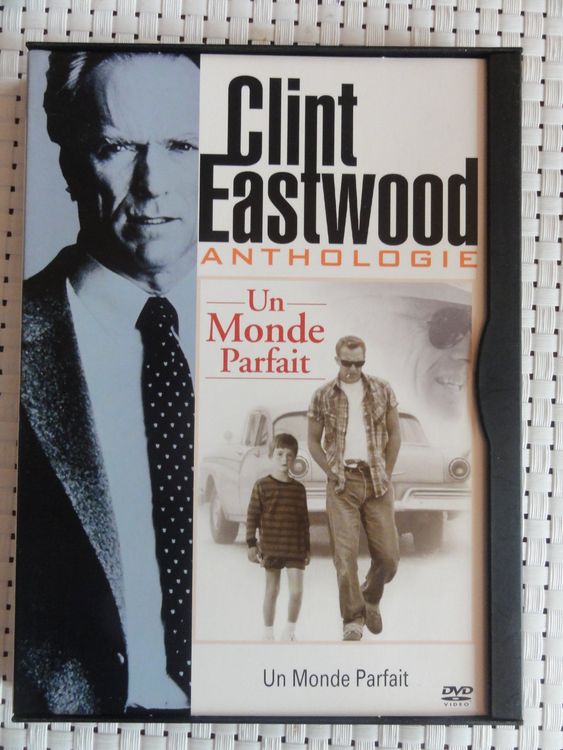 Clint
Eastwood
ANTHOLOGIE
Un
Monde
Parfait
Un Monde Parfait
DVD
VIDEO